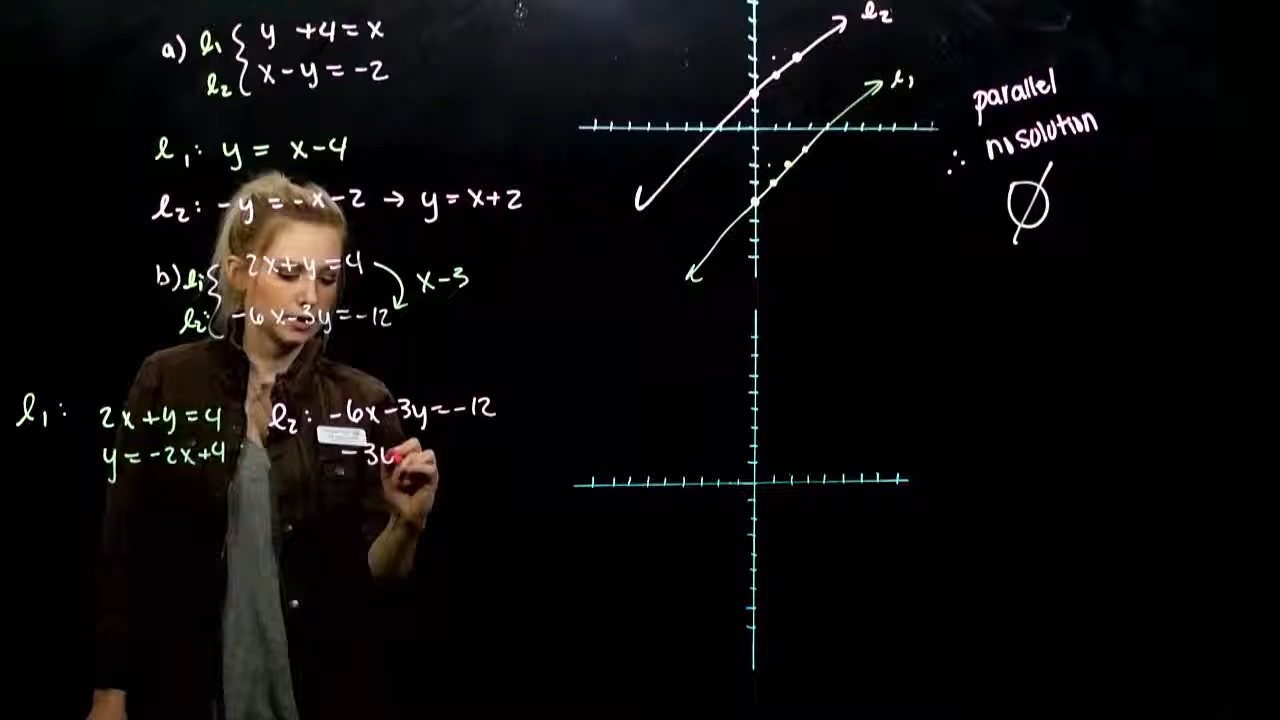 a) l₁ { y +4 = x
l₂ { x - y = -2
l₁: y = x - 4
l₂: -y = -x - 2 → y = x + 2
b) l₁ { 2x + y = 4
x - 3
l₂: { -6x - 3y = -12
l₁: 2x + y = 4
y = -2x + 4
l₂: -6x - 3y = -12
-3y
l₂
l₁
parallel
∴ no solution
∅